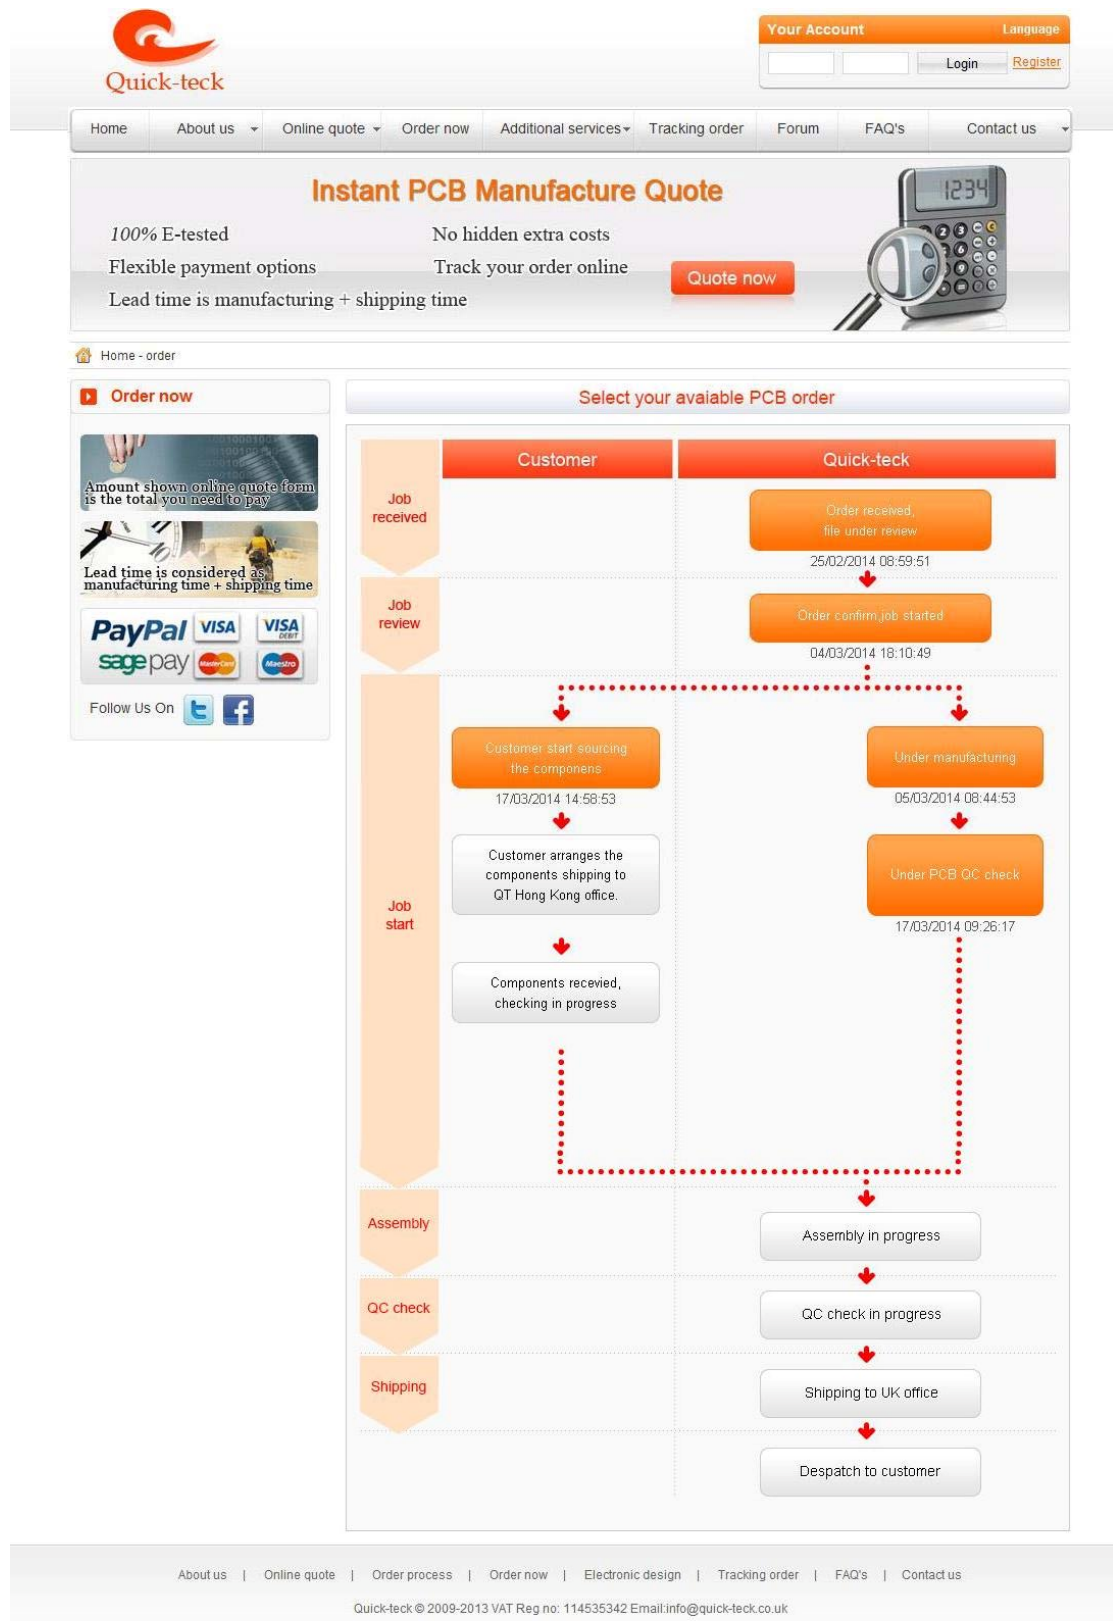 Quick-teck
Your Account
Language
Login
Register
Home
About us
Online quote
Order now
Additional services
Tracking order
Forum
FAQ's
Contact us
Instant PCB Manufacture Quote
1234
100% E-tested
No hidden extra costs
Flexible payment options
Track your order online
Quote now
Lead time is manufacturing + shipping time
Home - order
Order now
Amount shown online quote form
is the total you need to pay
Lead time is considered as
manufacturing time + shipping time
PayPal
VISA
VISA
DEBIT
sagepay
MasterCard
Maestro
Follow Us On
Select your avaiable PCB order
Customer
Quick-teck
Job
received
Order received,
file under review
25/02/2014 08:59:51
Job
review
Order confirm,job started
04/03/2014 18:10:49
Job
start
Customer start sourcing
the componens
17/03/2014 14:58:53
Under manufacturing
05/03/2014 08:44:53
Customer arranges the
components shipping to
QT Hong Kong office.
Under PCB QC check
17/03/2014 09:26:17
Components recevied,
checking in progress
Assembly
Assembly in progress
QC check
QC check in progress
Shipping
Shipping to UK office
Despatch to customer
About us | Online quote | Order process | Order now | Electronic design | Tracking order | FAQ's | Contact us
Quick-teck © 2009-2013 VAT Reg no: 114535342 Email:info@quick-teck.co.uk